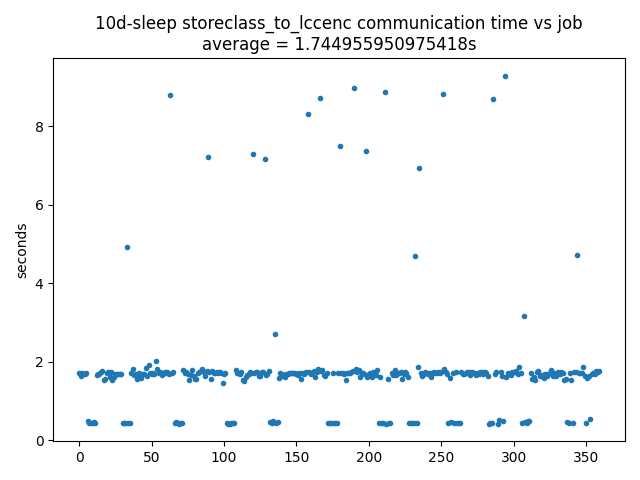 10d-sleep storeclass_to_lccenc communication time vs job
average = 1.744955950975418s
seconds
8
6
4
2
0
0 50 100 150 200 250 300 350